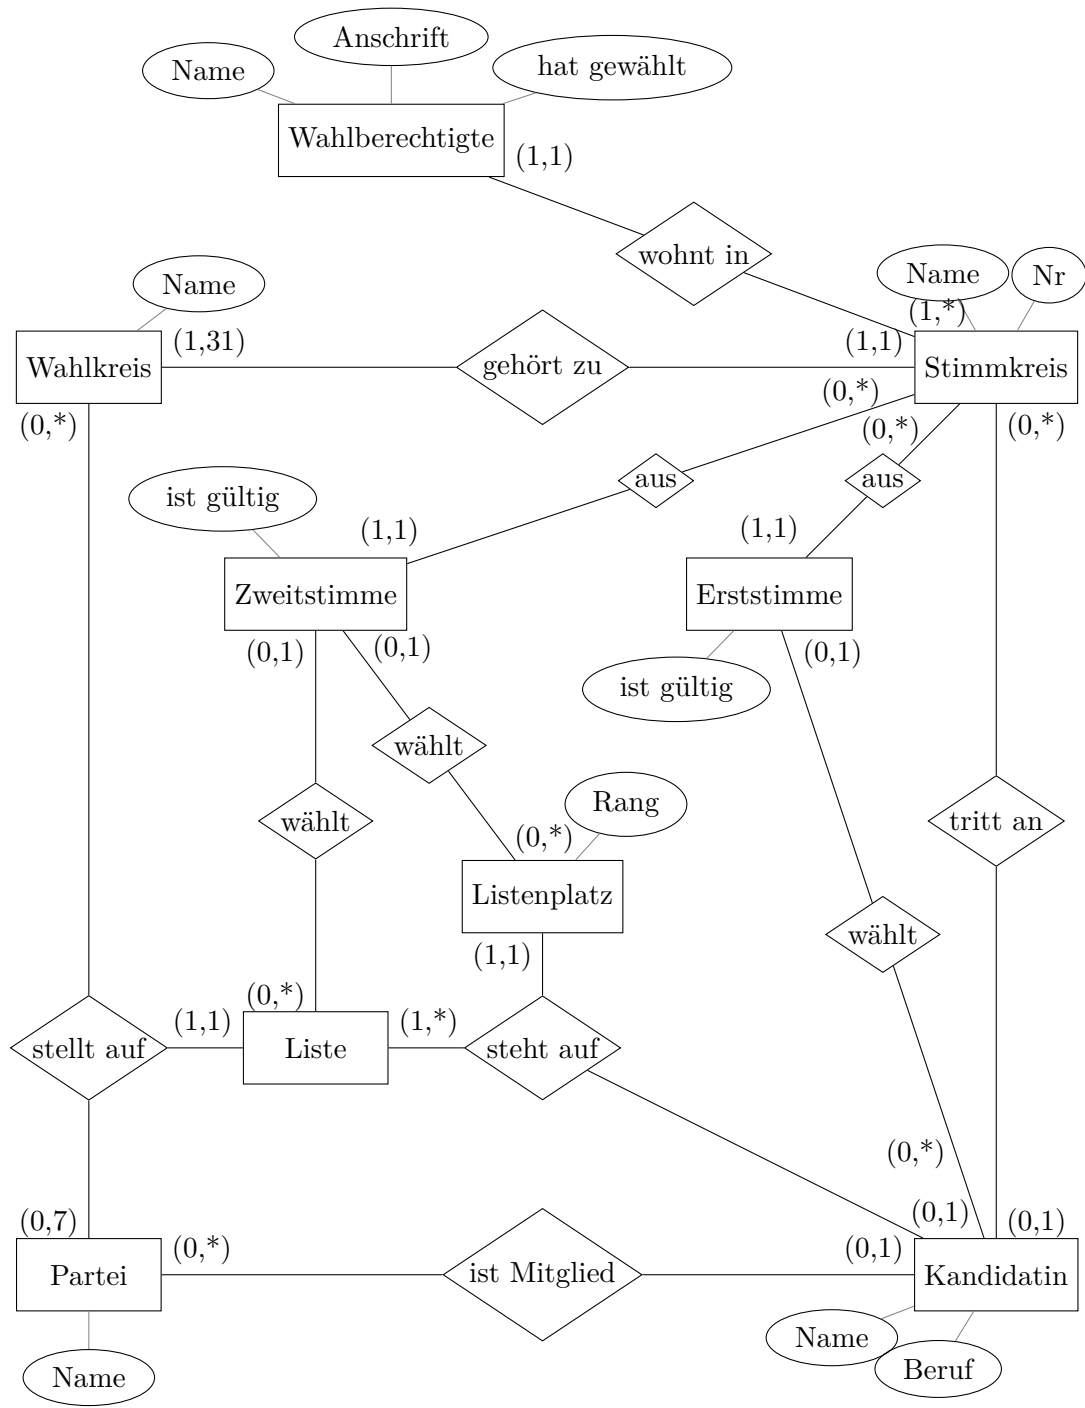 Anschrift
Name
hat gewählt
Wahlberechtigte
(1,1)
wohnt in
Name
Nr
Name
(1,*)
(1,31)
(1,1)
Wahlkreis
gehört zu
Stimmkreis
(0,*)
(0,*)
(0,*)
(0,*)
aus
aus
ist gültig
(1,1)
(1,1)
Zweitstimme
Erststimme
(0,1)
(0,1)
(0,1)
ist gültig
wählt
Rang
wählt
(0,*)
tritt an
Listenplatz
wählt
(1,1)
(0,*)
(1,1)
(1,*)
stellt auf
Liste
steht auf
(0,*)
(0,7)
(0,1)
(0,1)
(0,*)
(0,1)
Partei
ist Mitglied
Kandidatin
Name
Name
Beruf